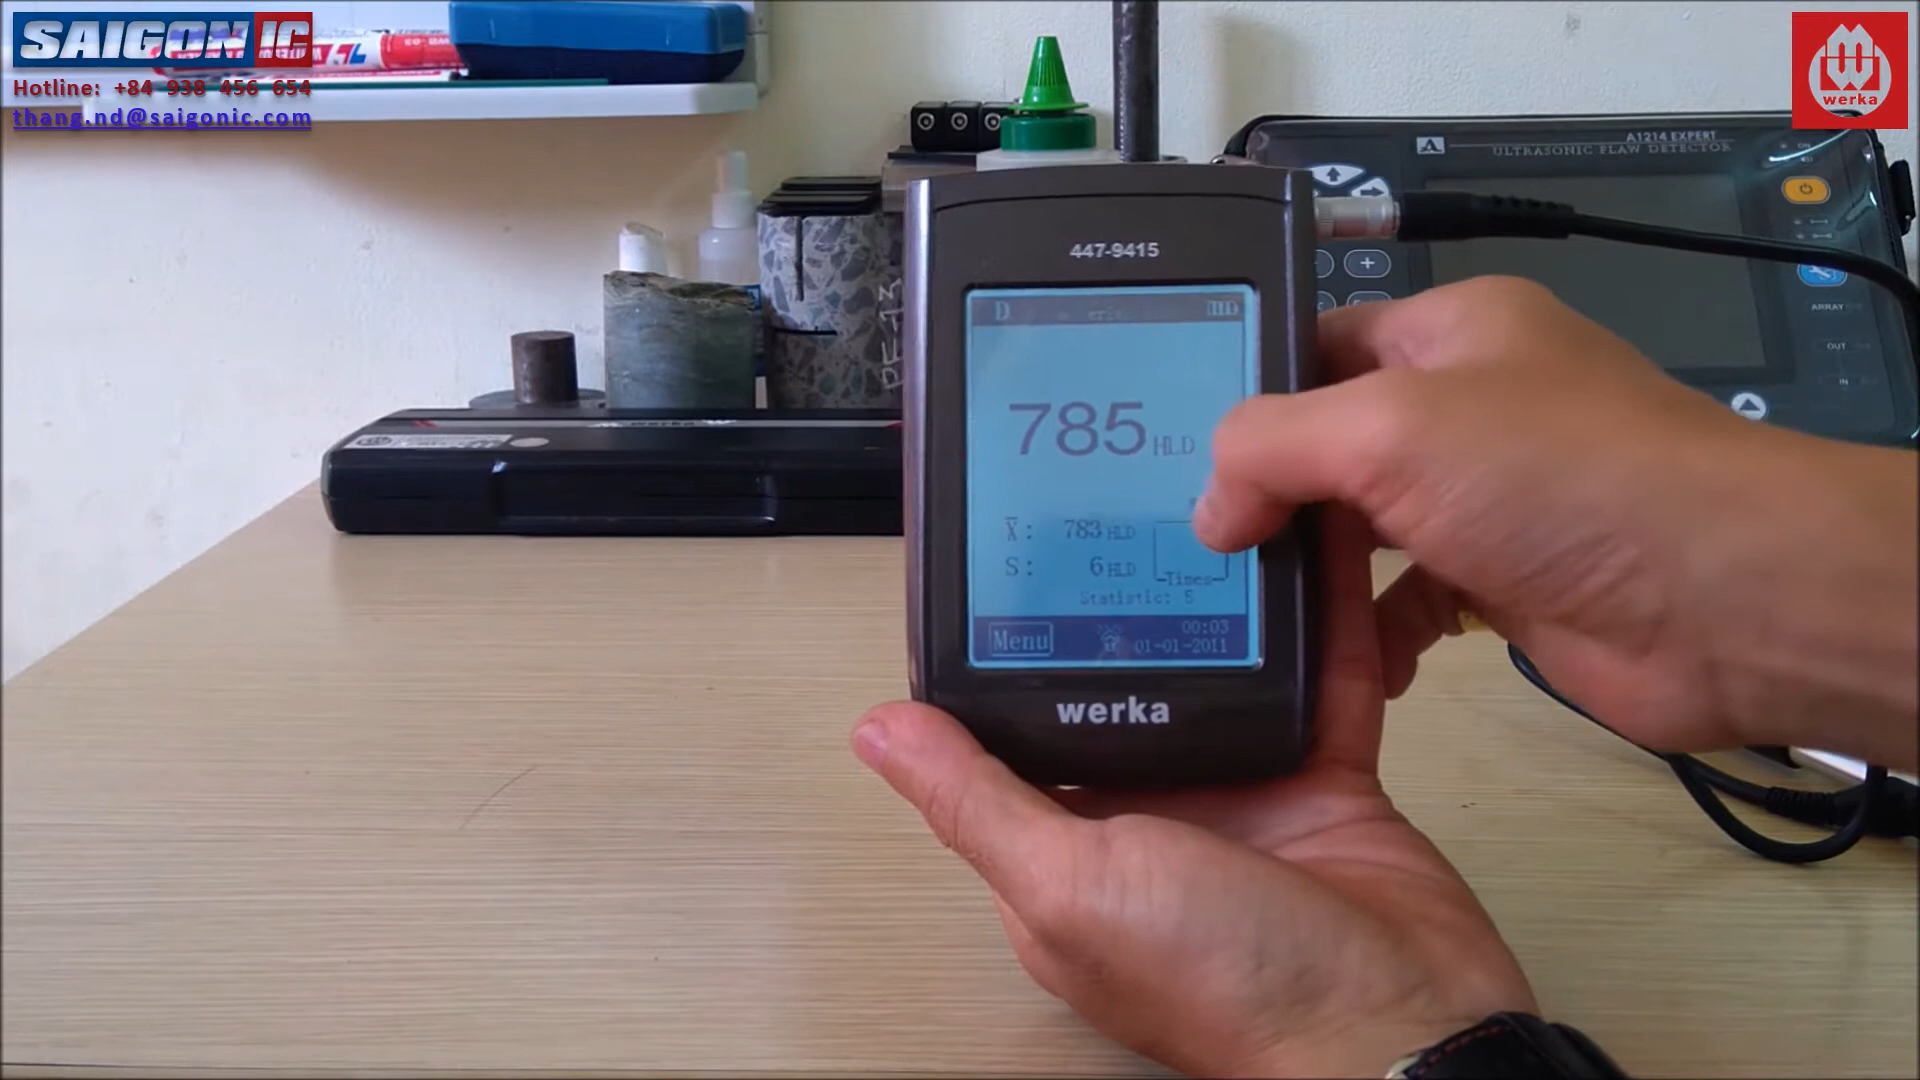 SAIGON IC
Hotline: +84 938 456 654
thang.nd@saigonic.com
werka
A1214 EXPERT
ULTRASONIC FLAW DETECTOR
ARRAY
OUT
IN
werka
447-9415
D
HLD
785 HLD
X̄: 783 HLD
S: 6 HLD
Times
Statistic: 5
Menu
00:03
01-01-2011
werka